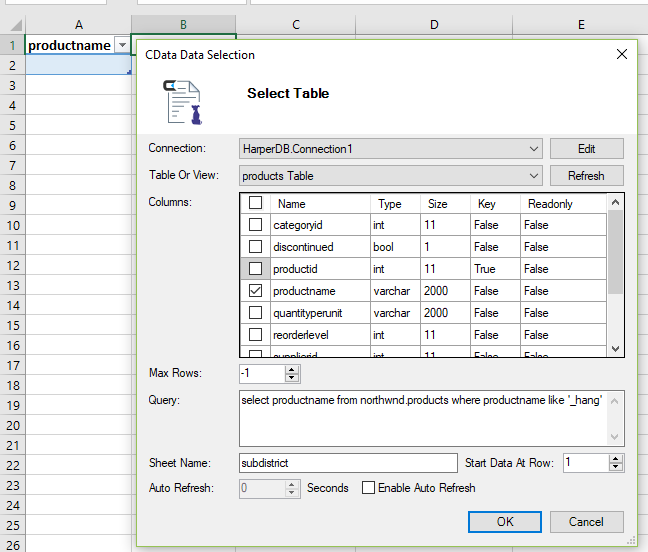 A B C D E
1 productname
2
3
4
5
6
7
8
9
10
11
12
13
14
15
16
17
18
19
20
21
22
23
24
25
26
CData Data Selection
Select Table
Connection: HarperDB.Connection1 Edit
Table Or View: products Table Refresh
Columns: Name Type Size Key Readonly
categoryid int 11 False False
discontinued bool 1 False False
productid int 11 True False
productname varchar 2000 False False
quantityperunit varchar 2000 False False
reorderlevel int 11 False False
supplierid int 11 False False
Max Rows: -1
Query: select productname from northwnd.products where productname like '_hang'
Sheet Name: subdistrict Start Data At Row: 1
Auto Refresh: 0 Seconds Enable Auto Refresh
OK Cancel